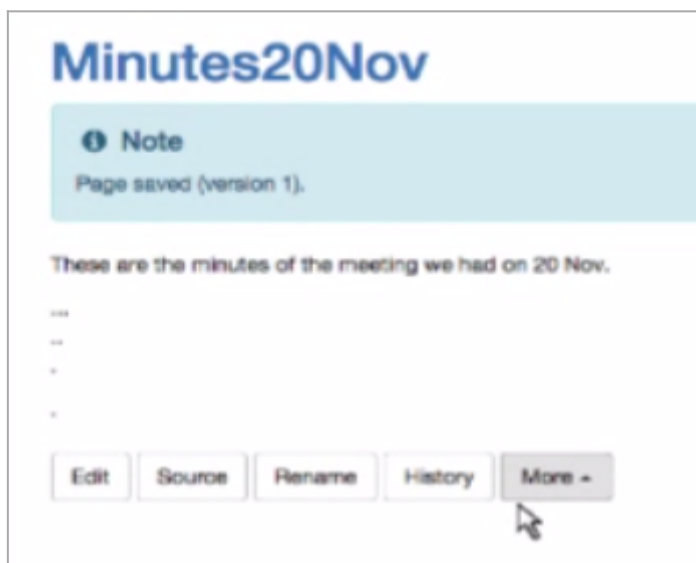 Minutes20Nov
Note
Page saved (version 1).
These are the minutes of the meeting we had on 20 Nov.
...
..
.
.
Edit Source Rename History More